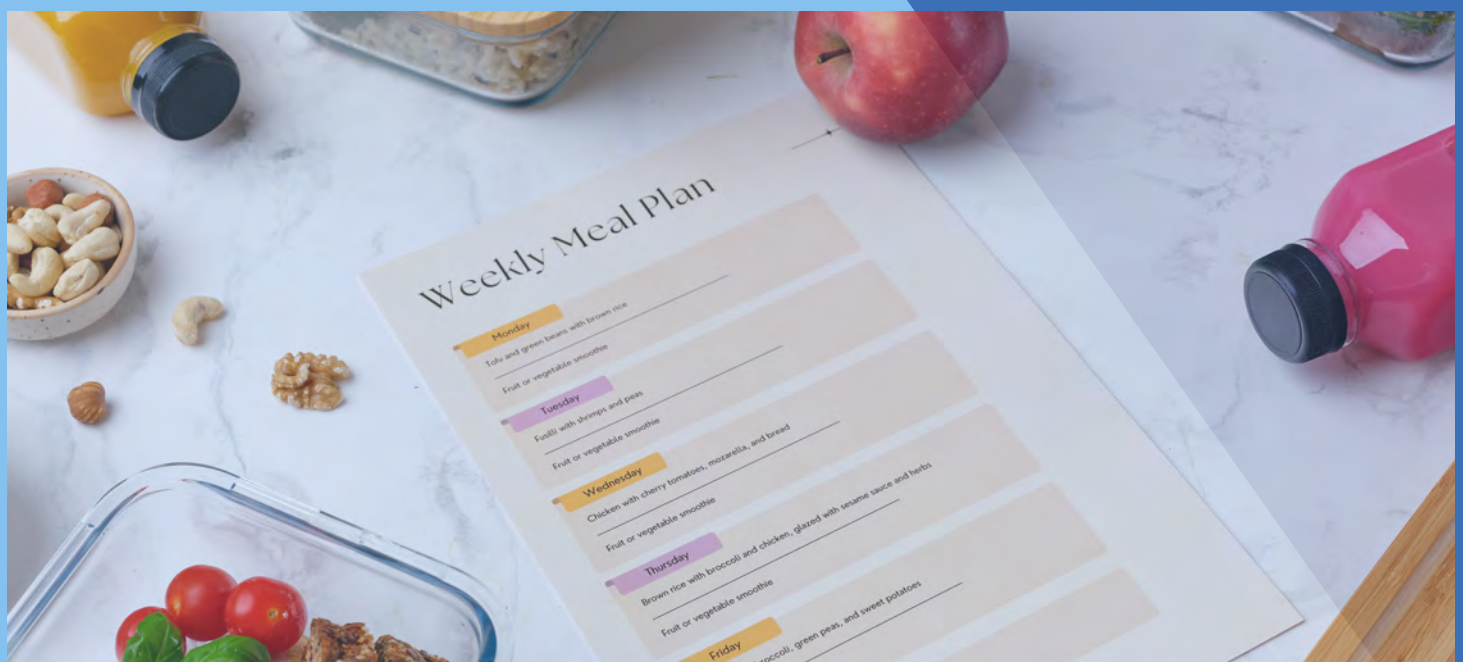 Weekly Meal Plan
Monday
Tofu and green beans with brown rice
Fruit or vegetable smoothie
Tuesday
Fusilli with shrimps and peas
Fruit or vegetable smoothie
Wednesday
Chicken with cherry tomatoes, mozarella, and bread
Fruit or vegetable smoothie
Thursday
Brown rice with broccoli and chicken, glazed with sesame sauce and herbs
Fruit or vegetable smoothie
Friday
green peas, and sweet potatoes